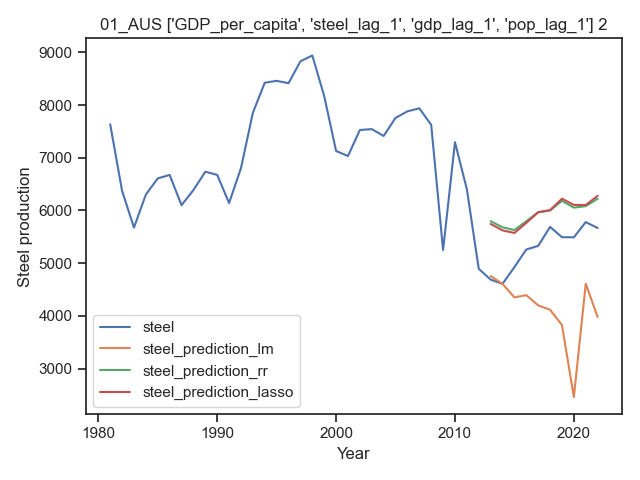 01_AUS ['GDP_per_capita', 'steel_lag_1', 'gdp_lag_1', 'pop_lag_1'] 2
9000
8000
7000
6000
5000
4000
3000
Steel production
steel
steel_prediction_lm
steel_prediction_rr
steel_prediction_lasso
1980 1990 2000 2010 2020
Year